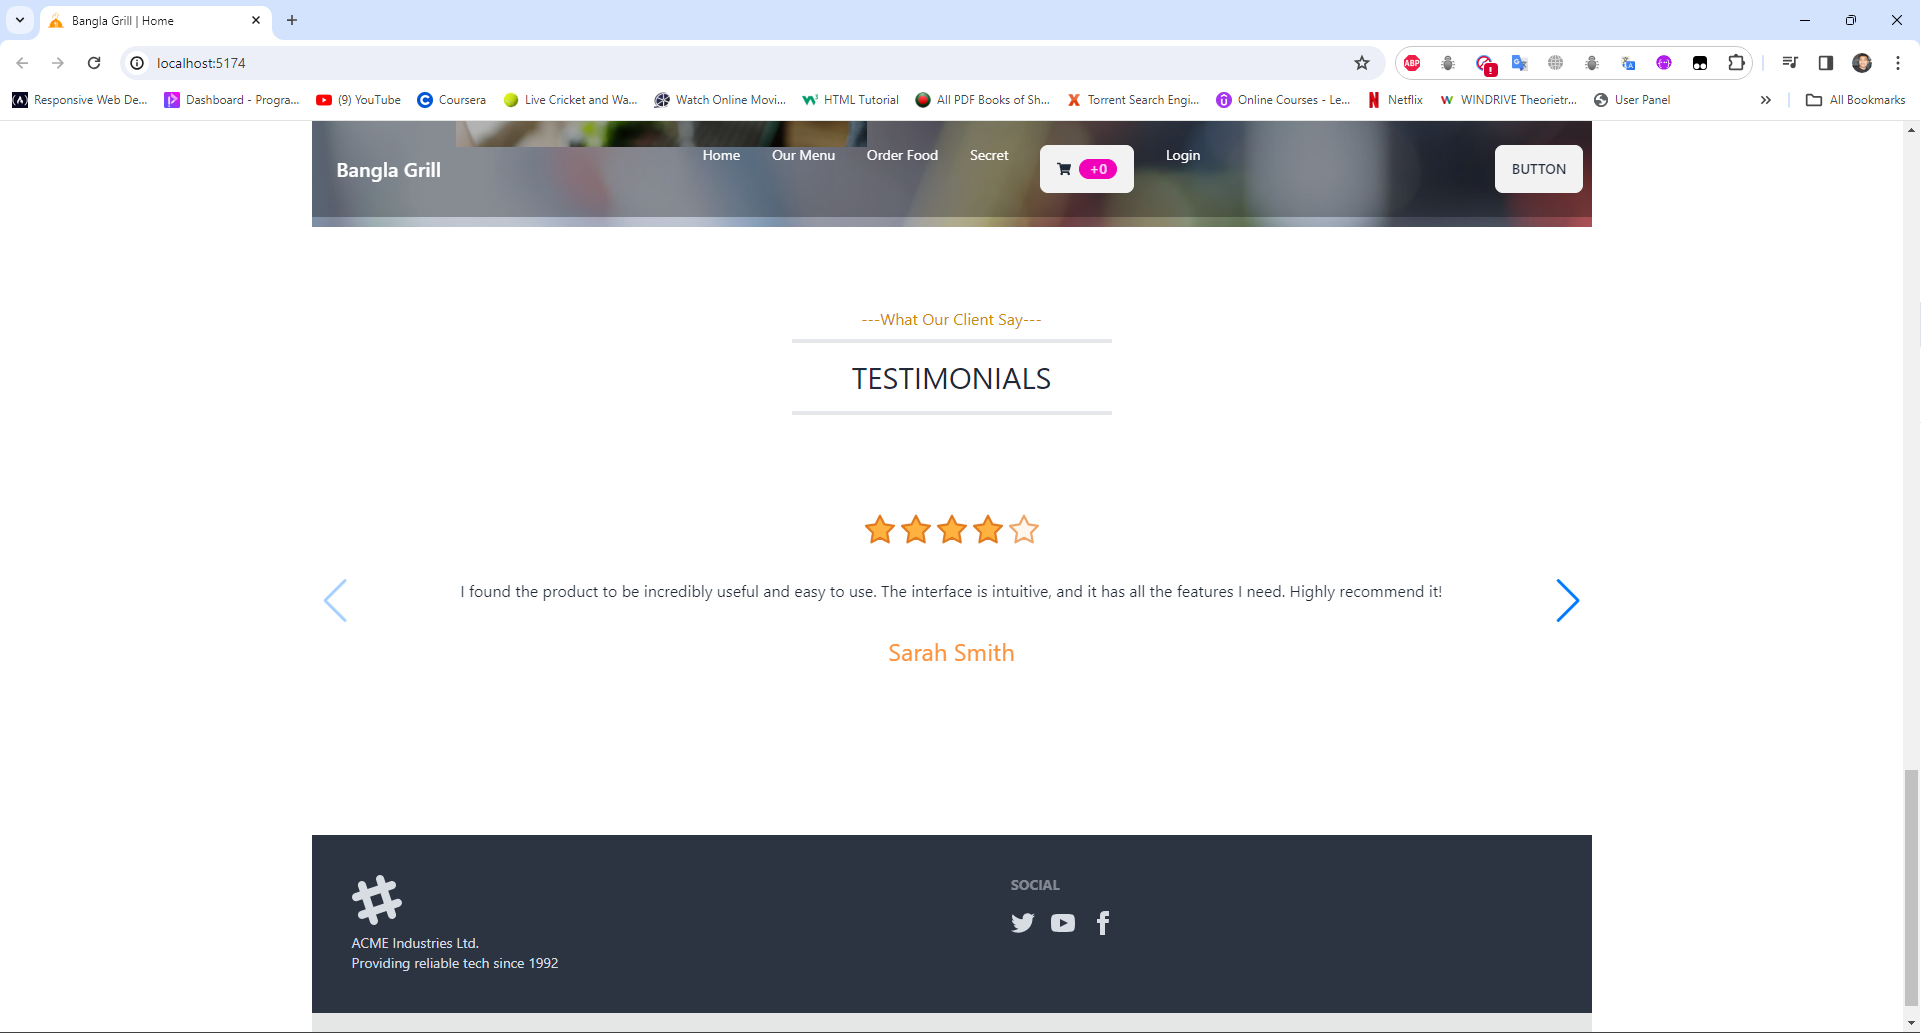 Bangla Grill | Home
localhost:5174
ABP
Responsive Web De... Dashboard - Progra... (9) YouTube Coursera Live Cricket and Wa... Watch Online Movi... HTML Tutorial All PDF Books of Sh... Torrent Search Engi... Online Courses - Le... Netflix WINDRIVE Theorietr... User Panel All Bookmarks
Bangla Grill Home Our Menu Order Food Secret +0 Login BUTTON
---What Our Client Say---
TESTIMONIALS
I found the product to be incredibly useful and easy to use. The interface is intuitive, and it has all the features I need. Highly recommend it!
Sarah Smith
SOCIAL
ACME Industries Ltd.
Providing reliable tech since 1992